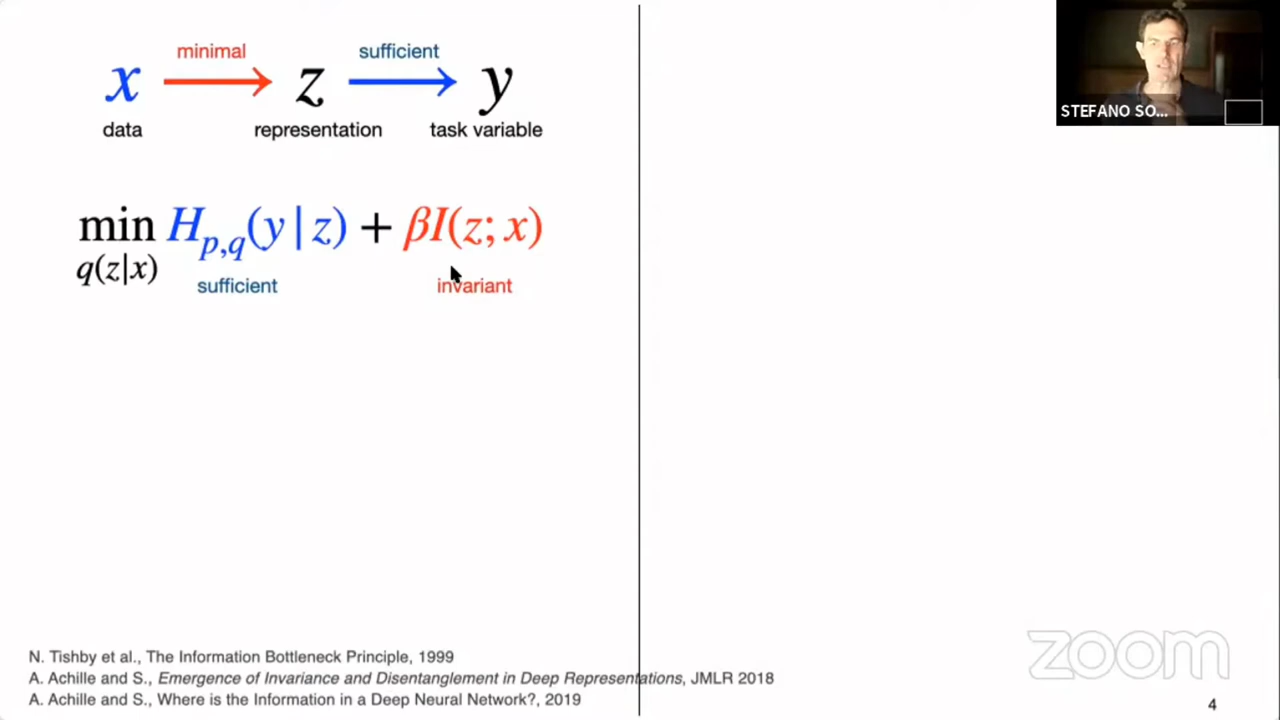 minimal sufficient
x z y
data representation task variable
min H_{p,q}(y|z) + βI(z; x)
q(z|x)
sufficient invariant
N. Tishby et al., The Information Bottleneck Principle, 1999
A. Achille and S., Emergence of Invariance and Disentanglement in Deep Representations, JMLR 2018
A. Achille and S., Where is the Information in a Deep Neural Network?, 2019
STEFANO SO...
zoom
4